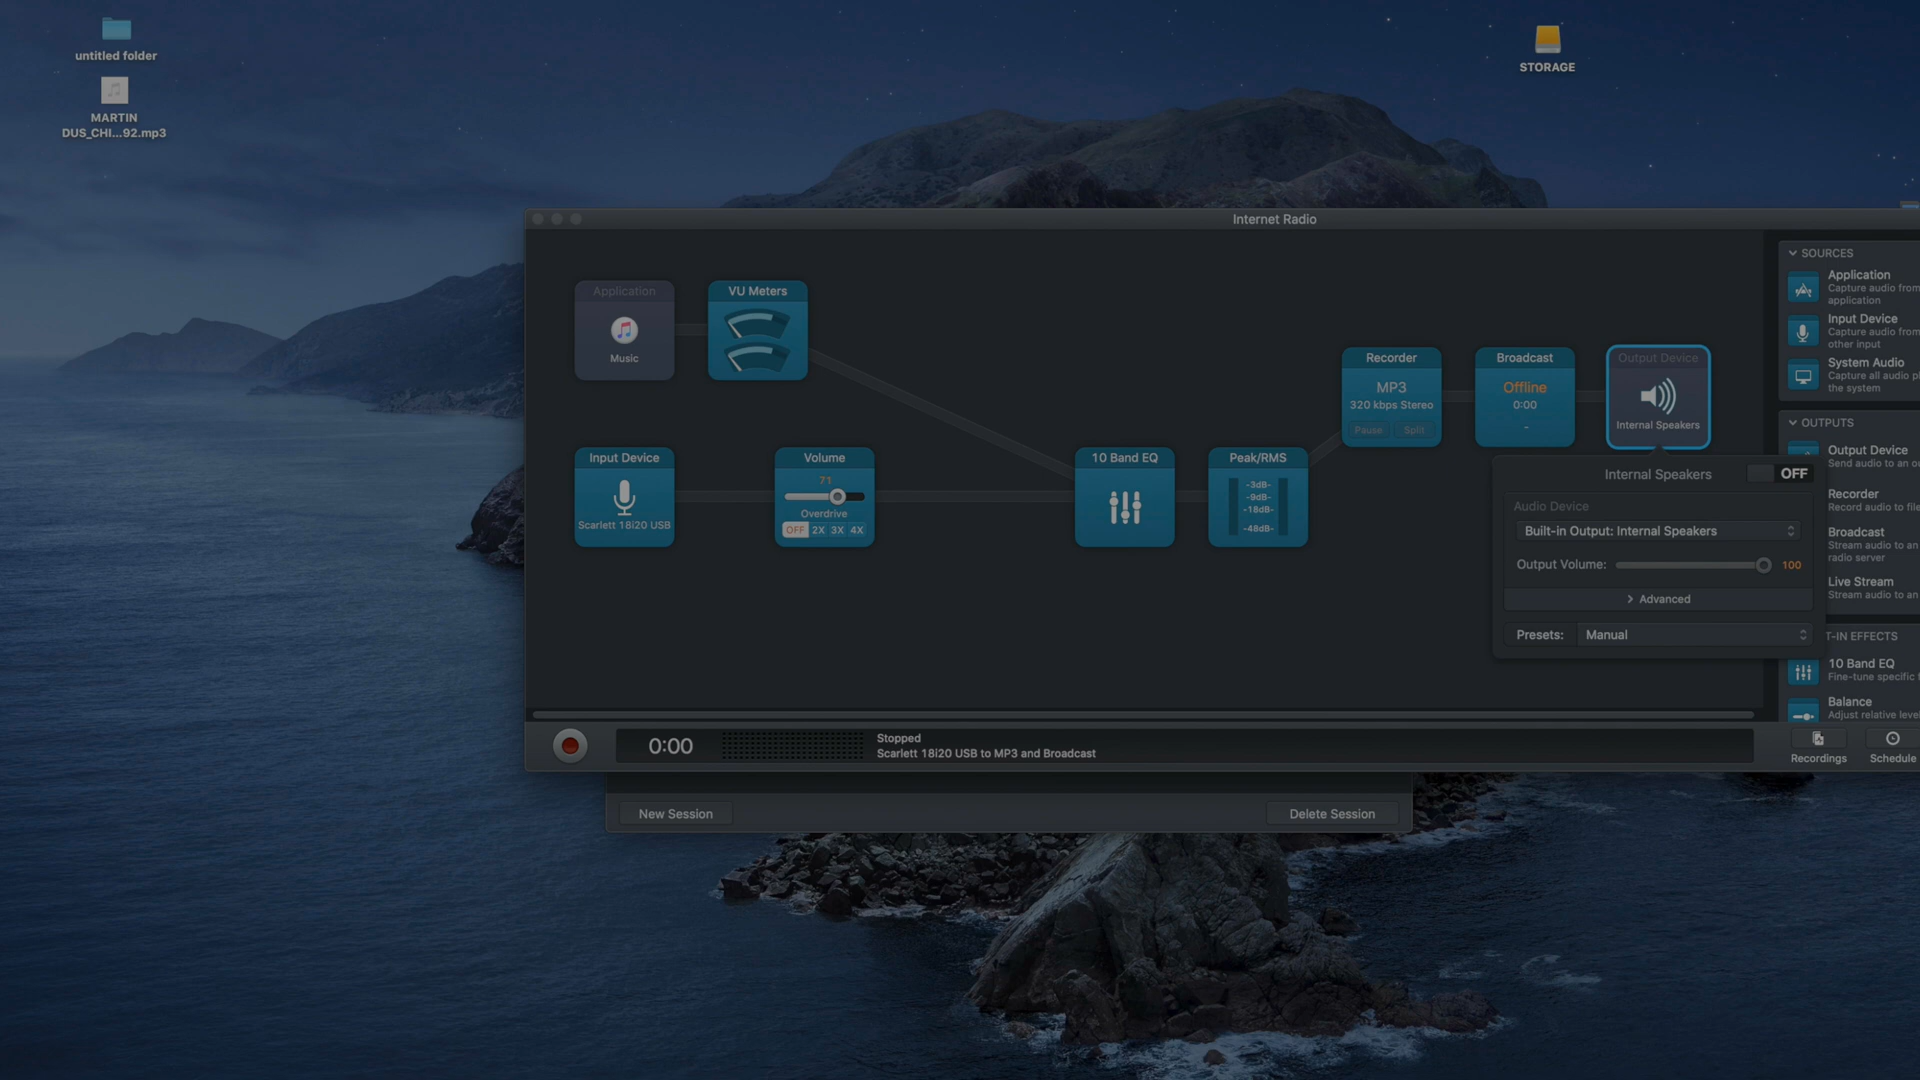 untitled folder
MARTIN
DUS_CHI...92.mp3
STORAGE
Internet Radio
Application
Music
VU Meters
Recorder
MP3
320 kbps Stereo
Pause Split
Broadcast
Offline
0:00
-
Output Device
Internal Speakers
Input Device
Scarlett 18i20 USB
Volume
71
Overdrive
OFF 2X 3X 4X
10 Band EQ
Peak/RMS
-3dB-
-9dB-
-18dB-
-48dB-
Internal Speakers OFF
Audio Device
Built-in Output: Internal Speakers
Output Volume: 100
Advanced
Presets: Manual
SOURCES
Application
Capture audio from
application
Input Device
Capture audio from
other input
System Audio
Capture all audio pl
the system
OUTPUTS
Output Device
Send audio to an ou
Recorder
Record audio to file
Broadcast
Stream audio to an
radio server
Live Stream
Stream audio to an
T-IN EFFECTS
10 Band EQ
Fine-tune specific
Balance
Adjust relative level
0:00
Stopped
Scarlett 18i20 USB to MP3 and Broadcast
Recordings
Schedule
New Session
Delete Session